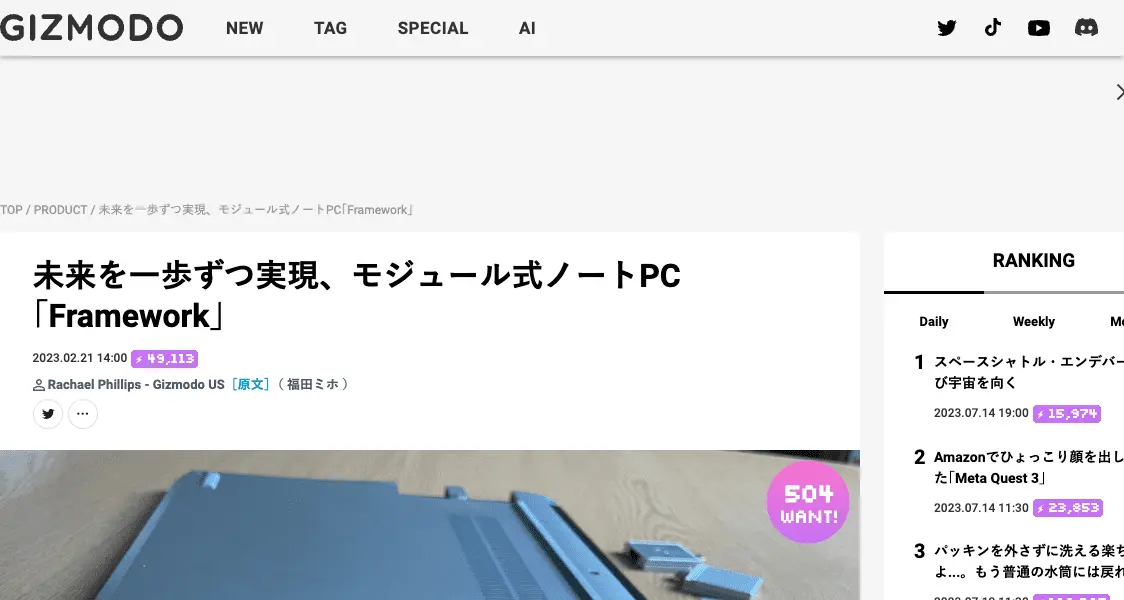 GIZMODO
NEW
TAG
SPECIAL
AI
TOP / PRODUCT / 未来を一歩ずつ実現、モジュール式ノートPC「Framework」
未来を一歩ずつ実現、モジュール式ノートPC
「Framework」
2023.02.21 14:00 49,113
Rachael Phillips - Gizmodo US [原文] ( 福田ミホ )
504
WANT!
RANKING
Daily
Weekly
1 スペースシャトル・エンデバー
び宇宙を向く
2023.07.14 19:00 15,974
2 Amazonでひょっこり顔を出し
た「Meta Quest 3」
2023.07.14 11:30 23,853
3 パッキンを外さずに洗える楽ち
よ...。もう普通の水筒には戻れ